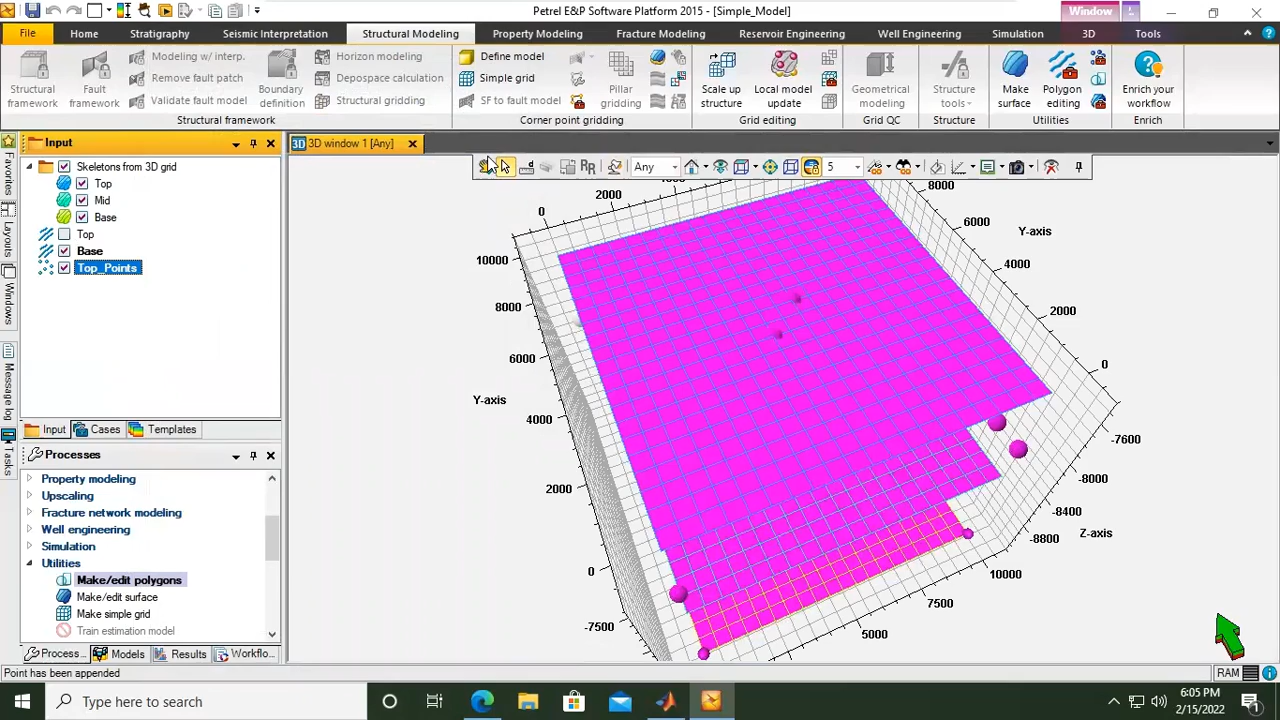 Petrel E&P Software Platform 2015 - [Simple_Model]
Window
File Home Stratigraphy Seismic Interpretation Structural Modeling Property Modeling Fracture Modeling Reservoir Engineering Well Engineering Simulation 3D Tools
Structural framework
Fault framework
Modeling w/ interp.
Remove fault patch
Validate fault model
Boundary definition
Horizon modeling
Depospace calculation
Structural gridding
Structural framework
Define model
Simple grid
SF to fault model
Pillar gridding
Corner point gridding
Scale up structure
Local model update
Grid editing
Geometrical modeling
Grid QC
Structure tools
Structure
Make surface
Polygon editing
Utilities
Enrich your workflow
Enrich
Favorites
Layouts
Windows
Message log
Tasks
Input
Skeletons from 3D grid
Top
Mid
Base
Top
Base
Top_Points
Input Cases Templates
Processes
Property modeling
Upscaling
Fracture network modeling
Well engineering
Simulation
Utilities
Make/edit polygons
Make/edit surface
Make simple grid
Train estimation model
Process... Models Results Workflo...
3D 3D window 1 [Any]
Any 5
0
2000
8000
6000
4000
2000
0
Y-axis
10000
8000
6000
4000
2000
0
-7500
Y-axis
-7600
-8000
-8400
-8800
Z-axis
10000
7500
5000
Point has been appended
RAM
Type here to search
6:05 PM
2/15/2022